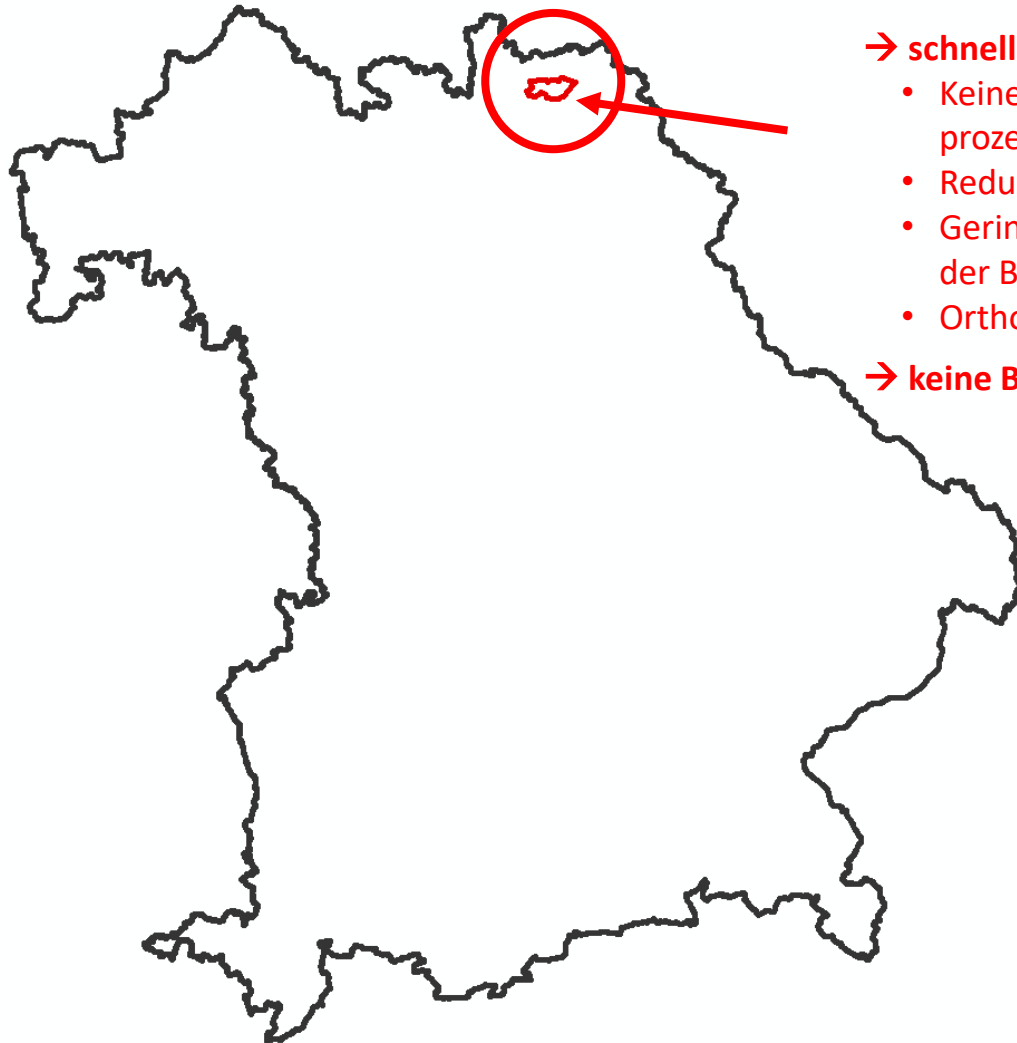 → schnell
• Keine
proze
• Redu
• Gerin
der B
• Ortho
→ keine B